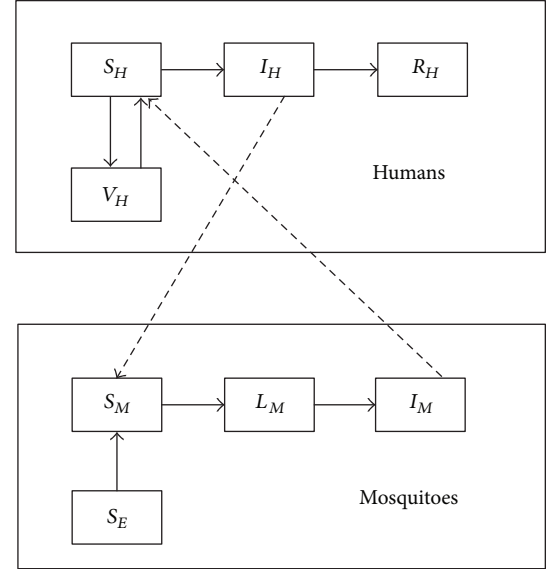 S_H
I_H
R_H
Humans
V_H
S_M
L_M
I_M
Mosquitoes
S_E